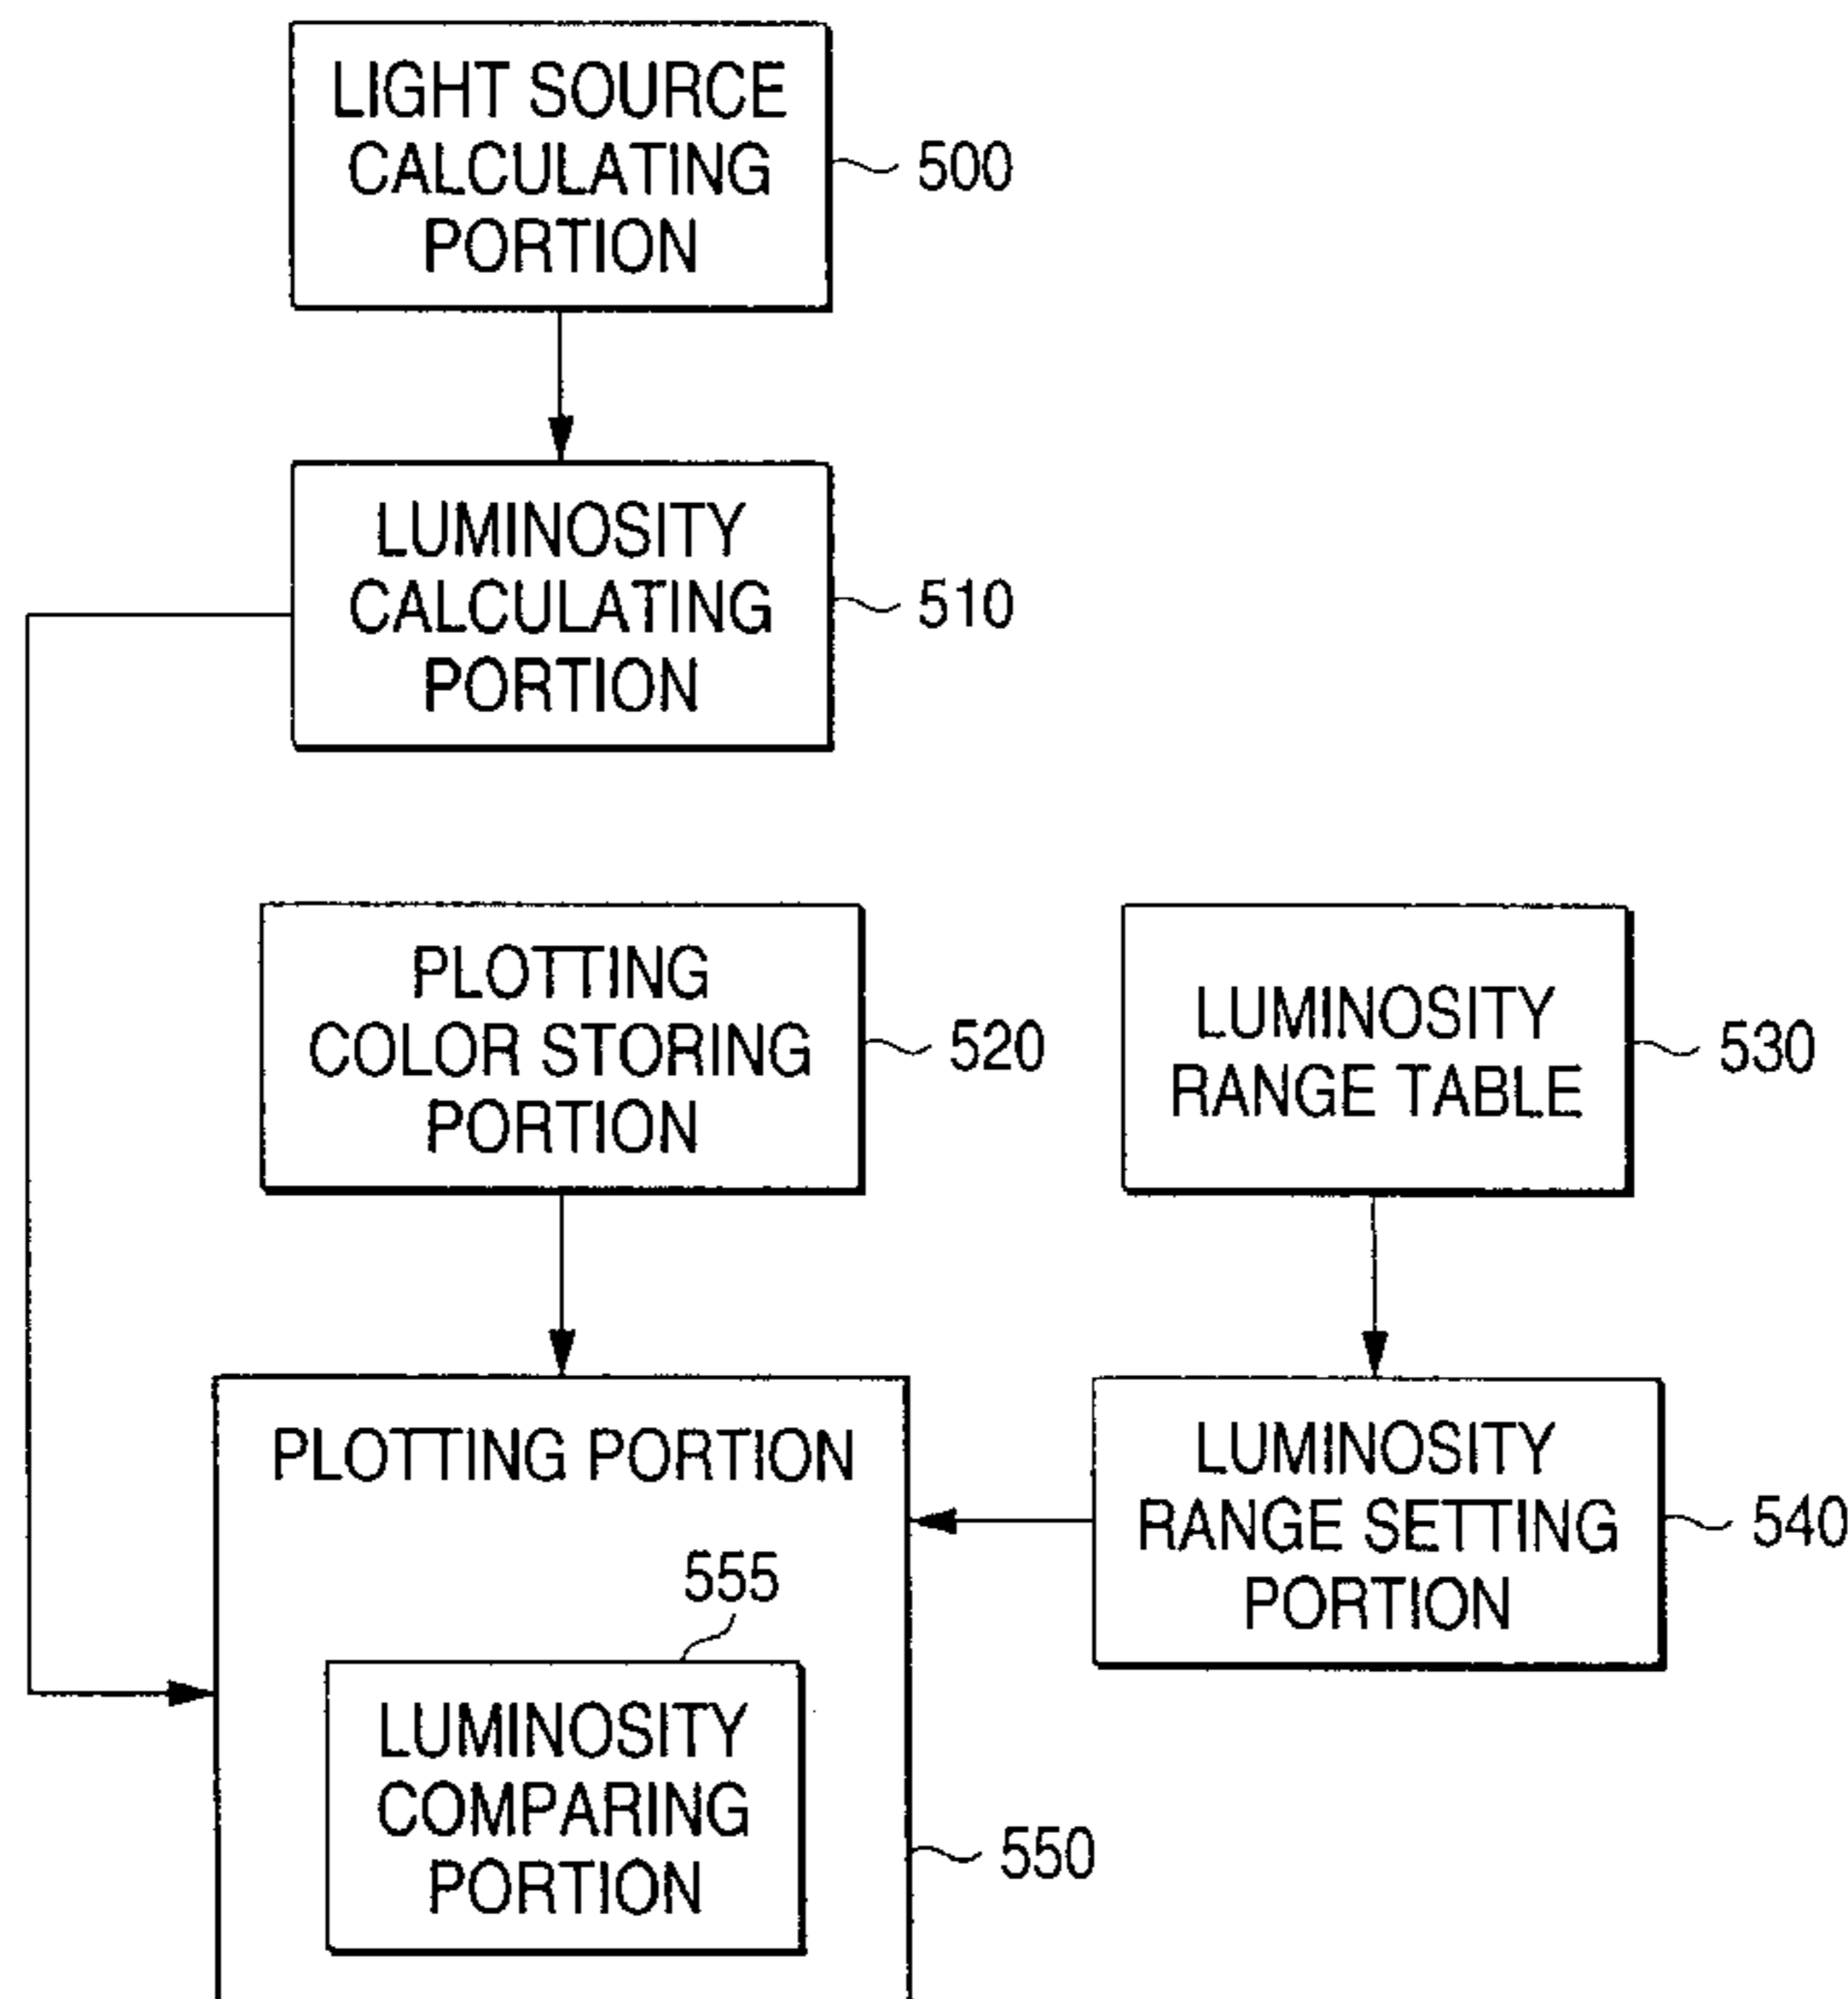 LIGHT SOURCE
CALCULATING
PORTION
500
LUMINOSITY
CALCULATING
PORTION
510
PLOTTING
COLOR STORING
PORTION
520
LUMINOSITY
RANGE TABLE
530
PLOTTING PORTION
LUMINOSITY
RANGE SETTING
PORTION
540
555
LUMINOSITY
COMPARING
PORTION
550